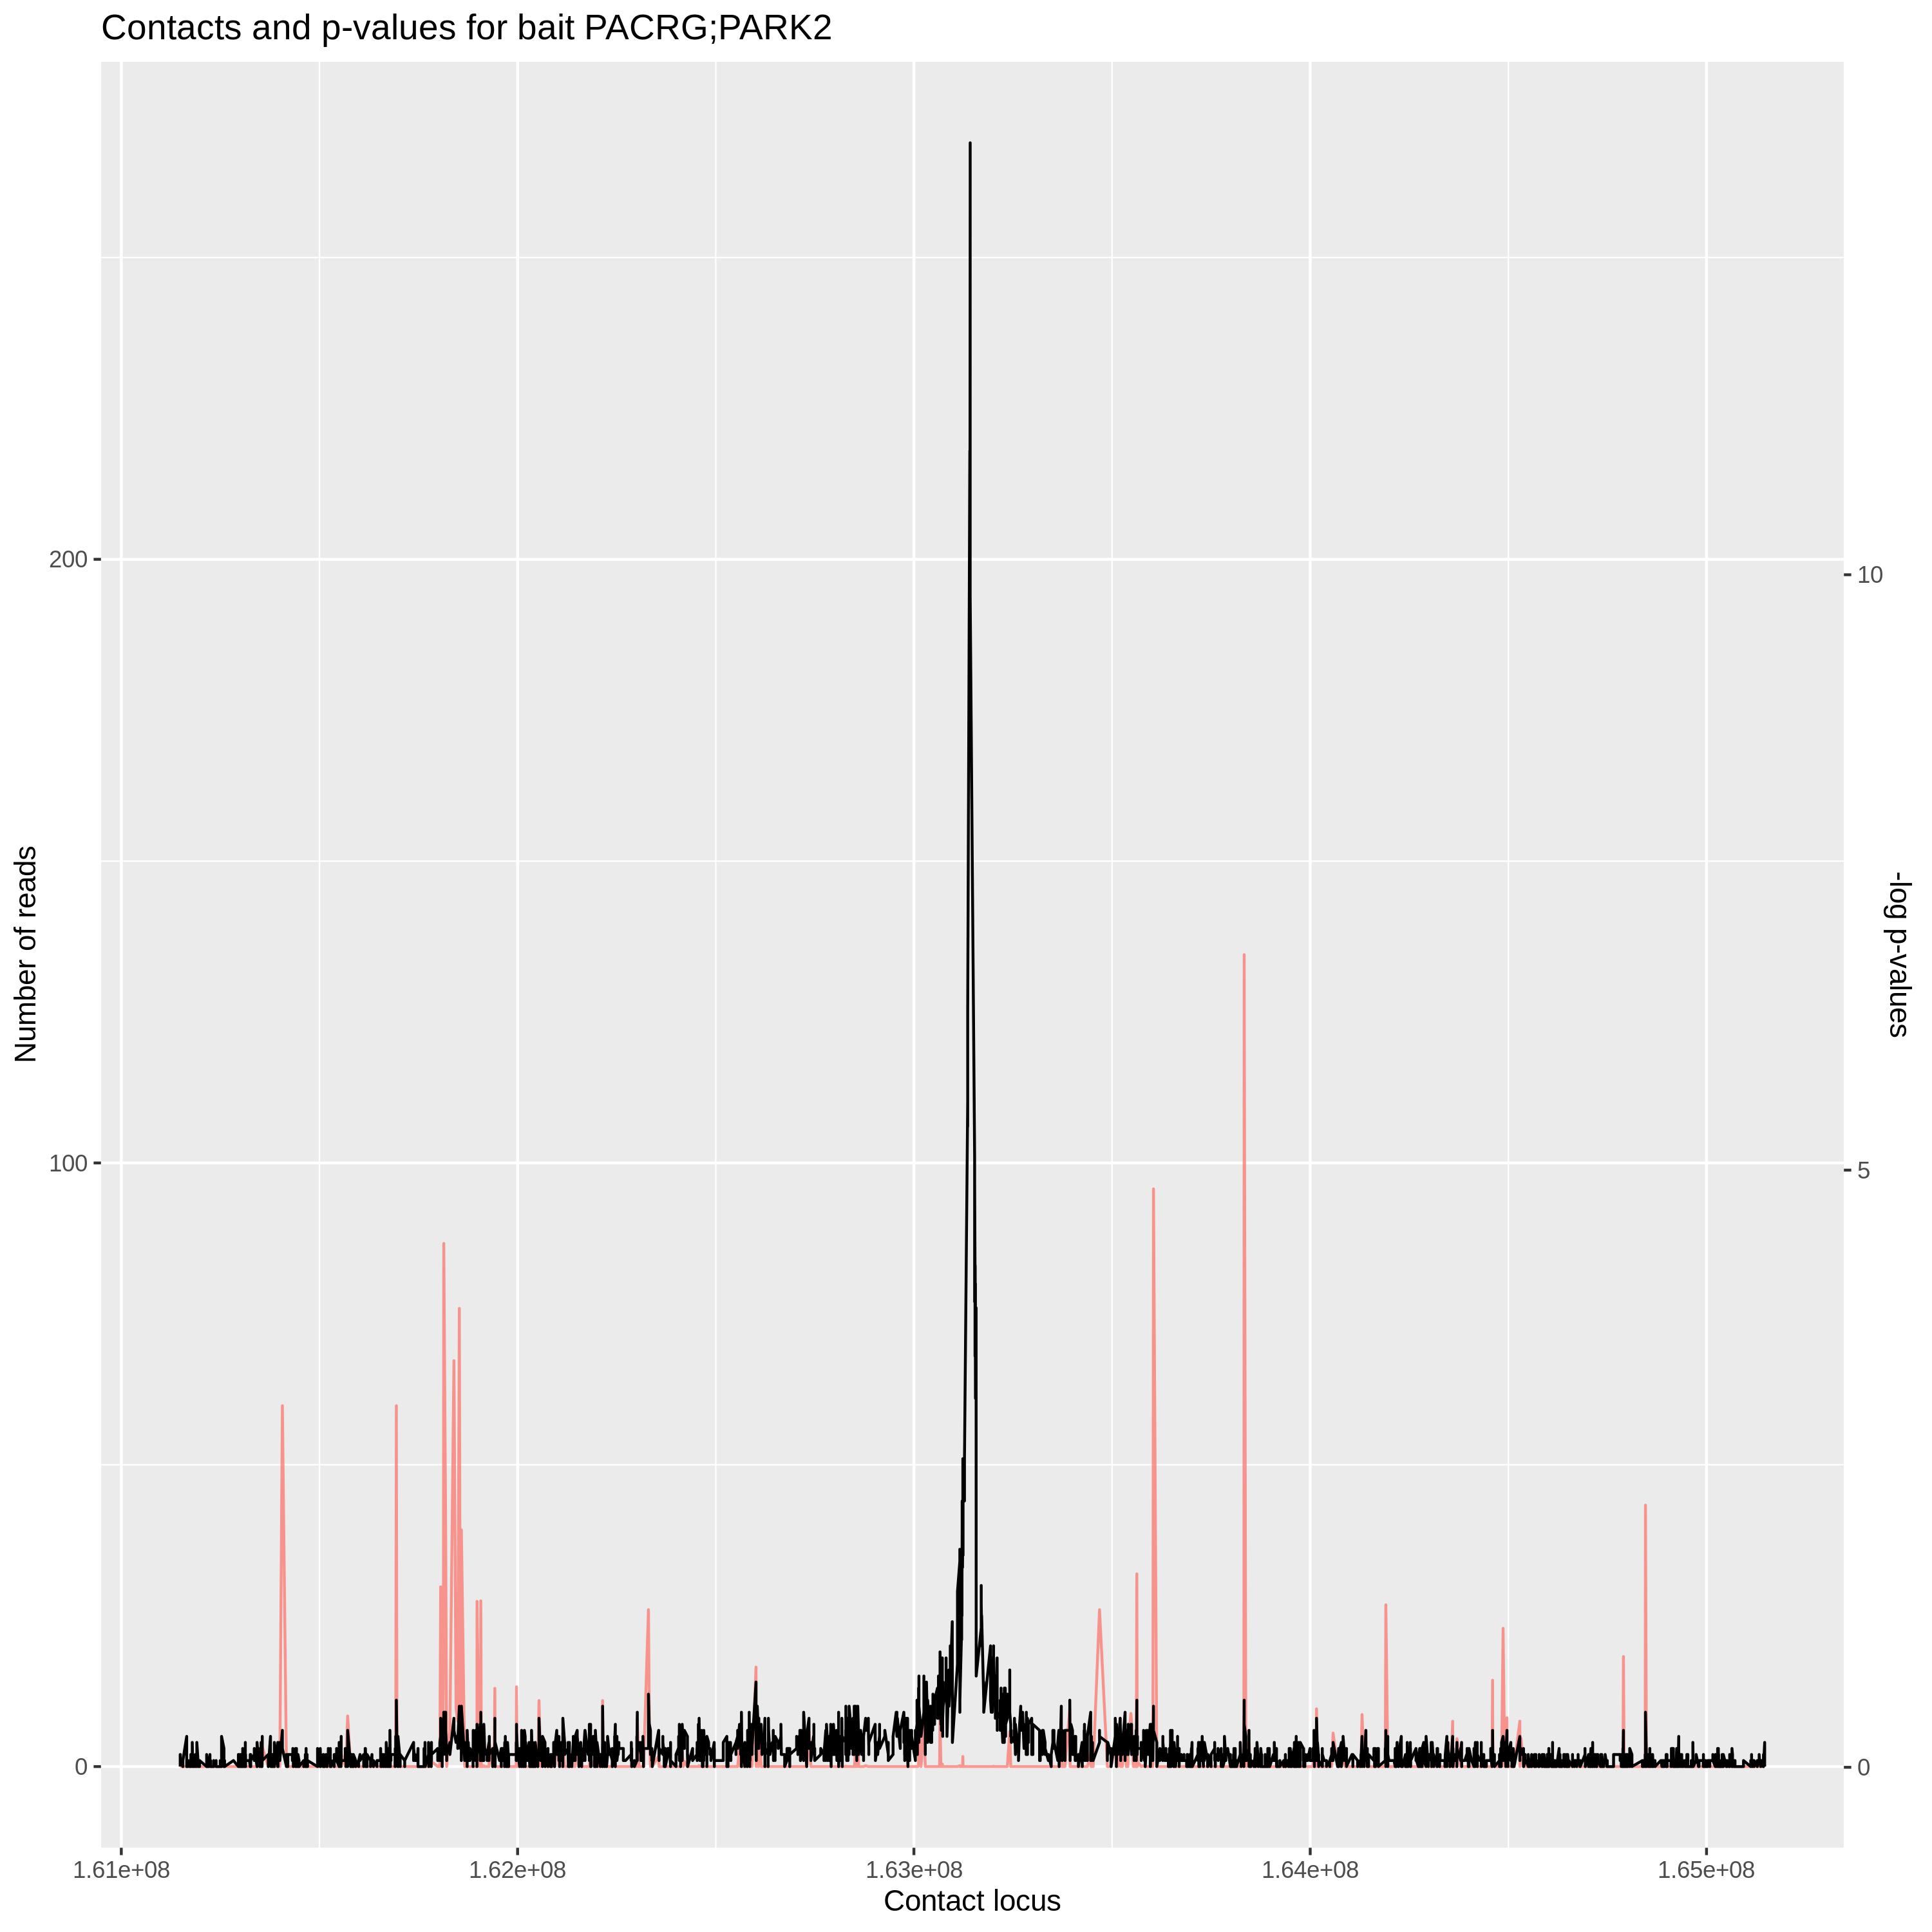 Contacts and p-values for bait PACRG;PARK2
Number of reads
200
100
0
10
5
0
-log p-values
1.61e+08
1.62e+08
1.63e+08
1.64e+08
1.65e+08
Contact locus